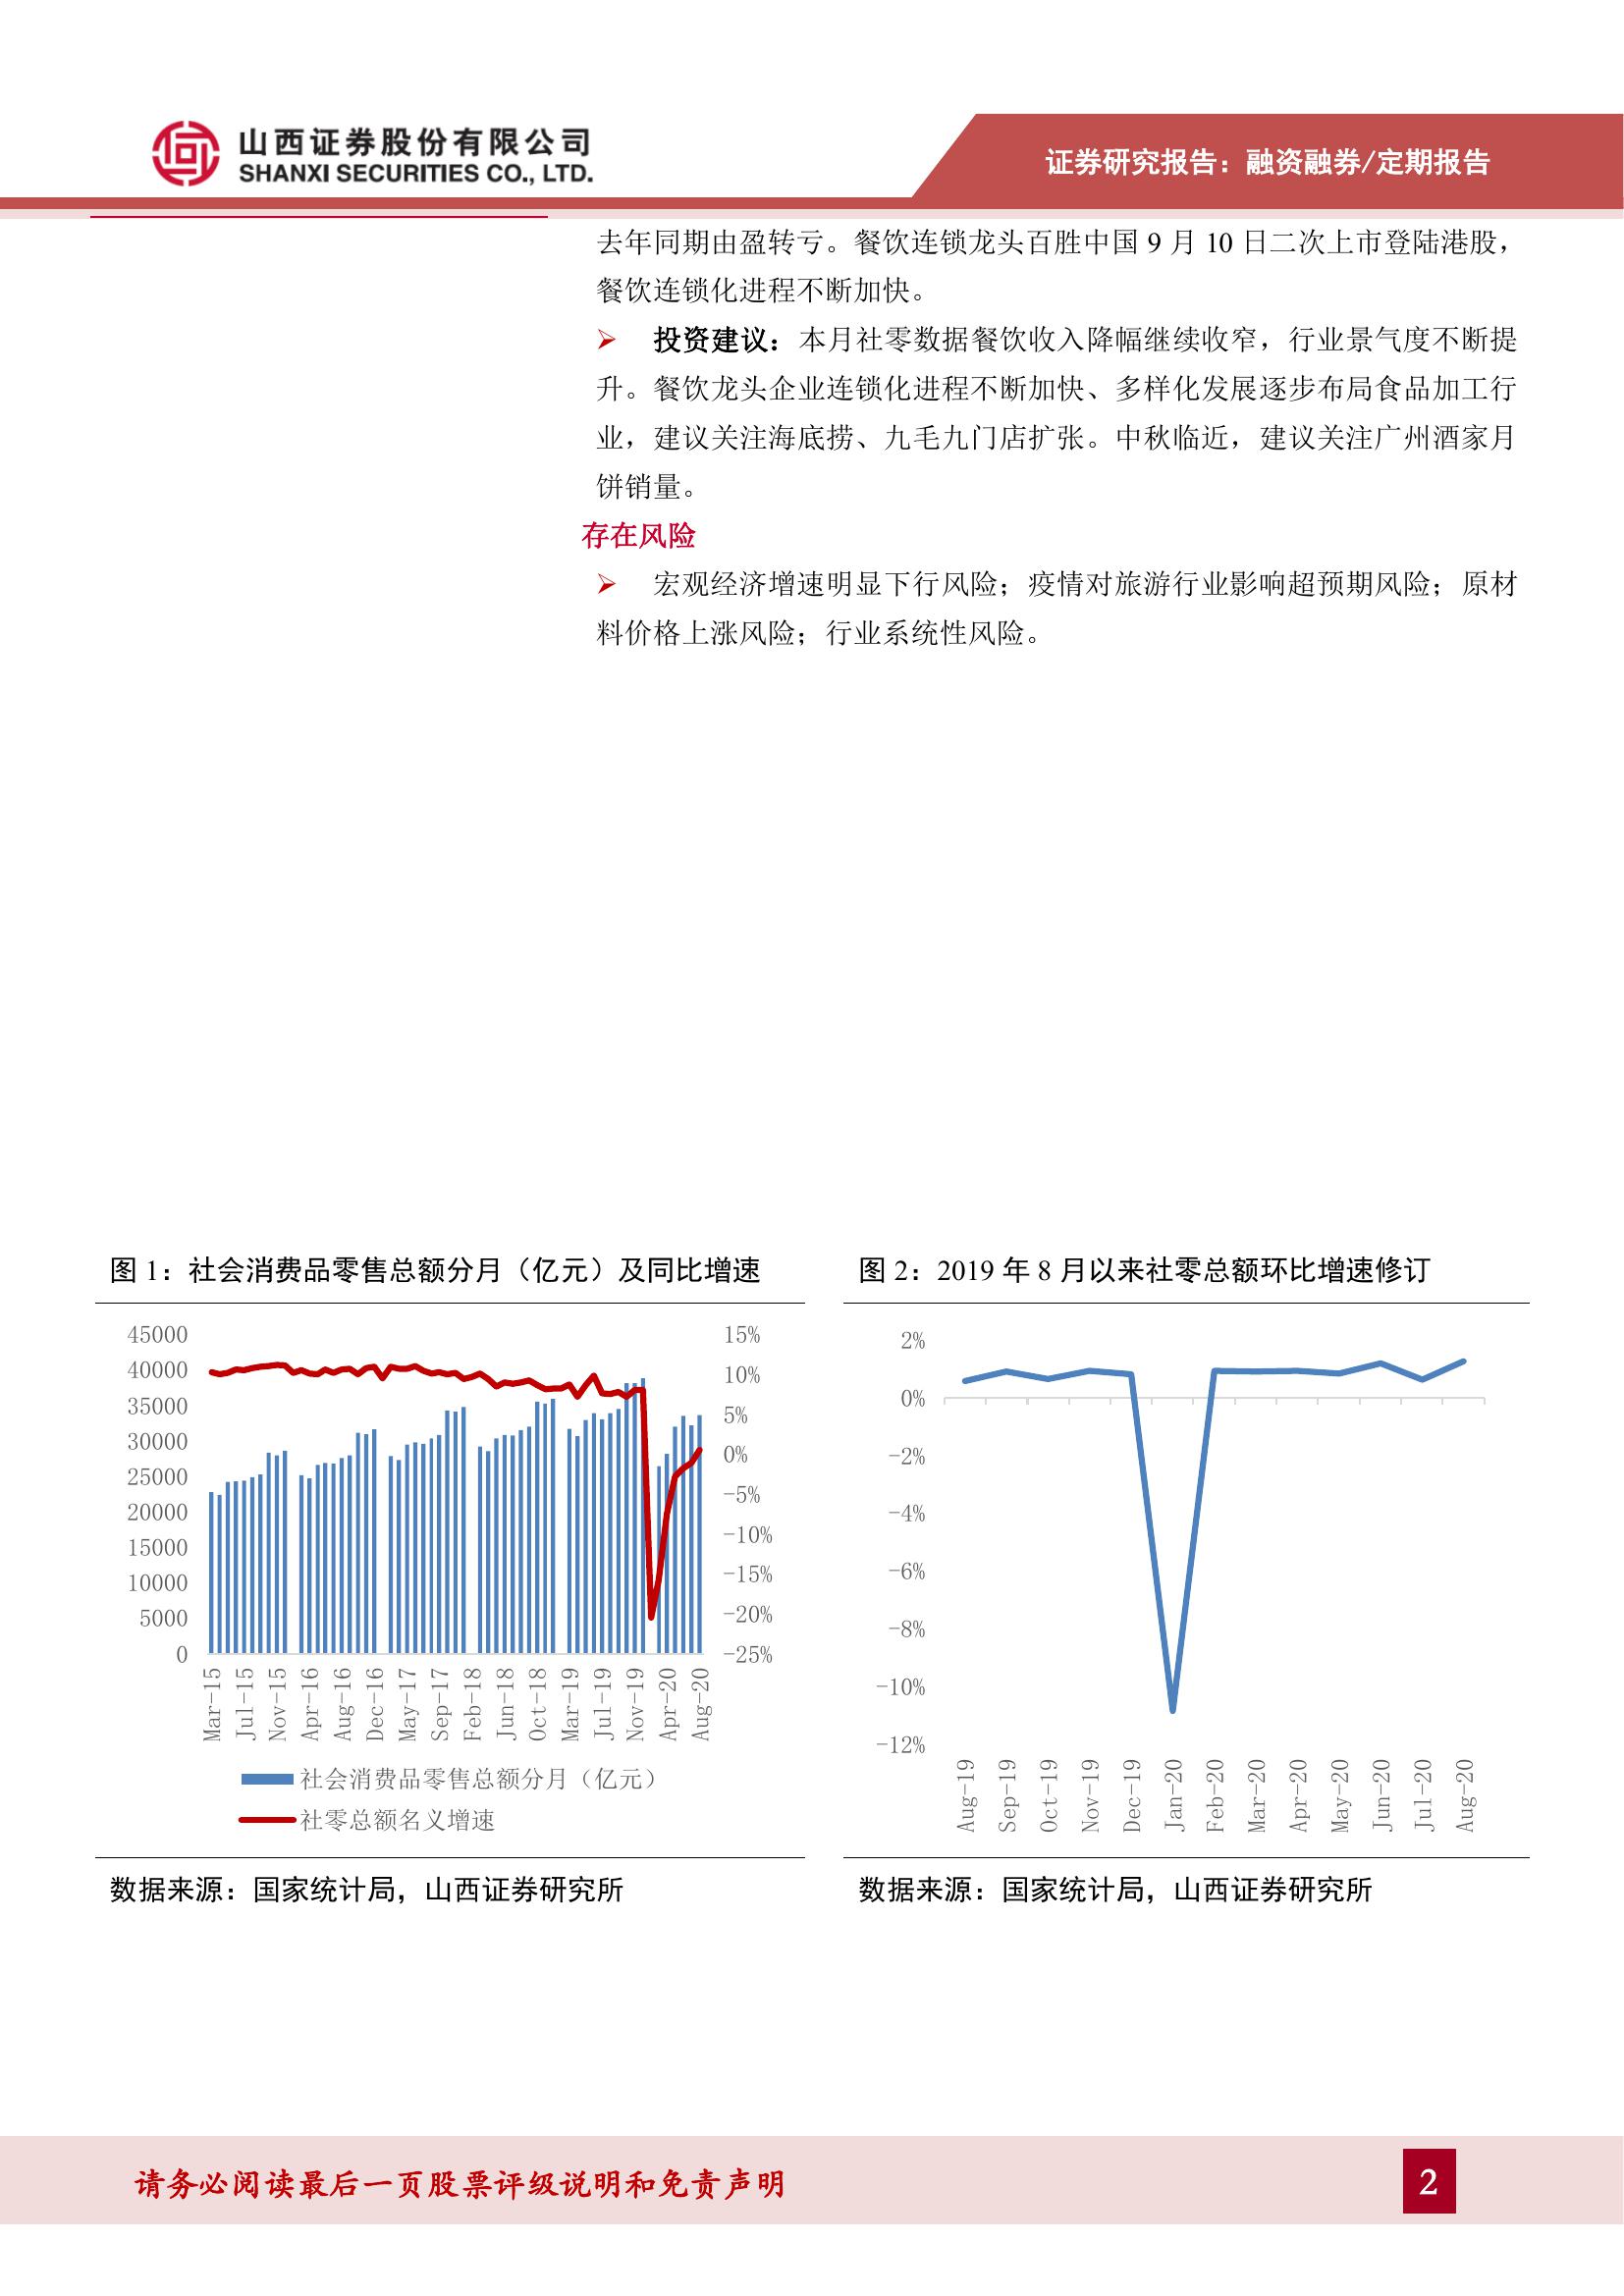 山西证券股份有限公司
SHANXI SECURITIES CO., LTD.
证券研究报告：融资融券/定期报告
去年同期由盈转亏。餐饮连锁龙头百胜中国 9 月 10 日二次上市登陆港股，
餐饮连锁化进程不断加快。
➢ 投资建议：本月社零数据餐饮收入降幅继续收窄，行业景气度不断提
升。餐饮龙头企业连锁化进程不断加快、多样化发展逐步布局食品加工行
业，建议关注海底捞、九毛九门店扩张。中秋临近，建议关注广州酒家月
饼销量。
存在风险
➢ 宏观经济增速明显下行风险；疫情对旅游行业影响超预期风险；原材
料价格上涨风险；行业系统性风险。
图 1：社会消费品零售总额分月（亿元）及同比增速
45000
40000
35000
30000
25000
20000
15000
10000
5000
0
15%
10%
5%
0%
-5%
-10%
-15%
-20%
-25%
Mar-15
Jul-15
Nov-15
Apr-16
Aug-16
Dec-16
May-17
Sep-17
Feb-18
Jun-18
Oct-18
Mar-19
Jul-19
Nov-19
Apr-20
Aug-20
社会消费品零售总额分月（亿元）
社零总额名义增速
数据来源：国家统计局，山西证券研究所
图 2：2019 年 8 月以来社零总额环比增速修订
2%
0%
-2%
-4%
-6%
-8%
-10%
-12%
Aug-19
Sep-19
Oct-19
Nov-19
Dec-19
Jan-20
Feb-20
Mar-20
Apr-20
May-20
Jun-20
Jul-20
Aug-20
数据来源：国家统计局，山西证券研究所
请务必阅读最后一页股票评级说明和免责声明
2